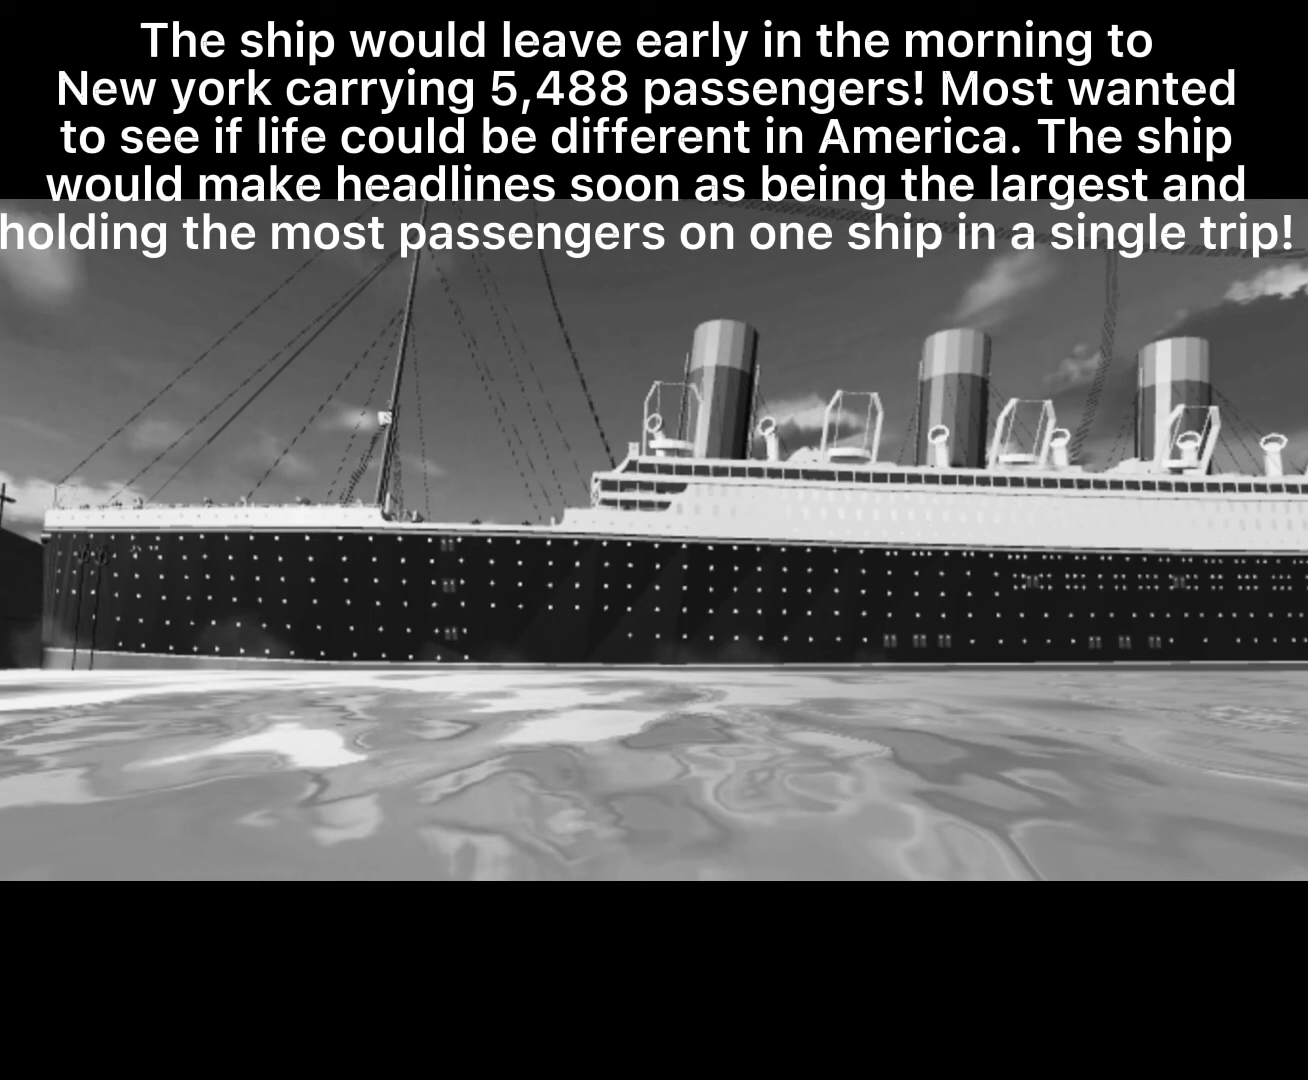 The ship would leave early in the morning to
New york carrying 5,488 passengers! Most wanted
to see if life could be different in America. The ship
would make headlines soon as being the largest and
holding the most passengers on one ship in a single trip!